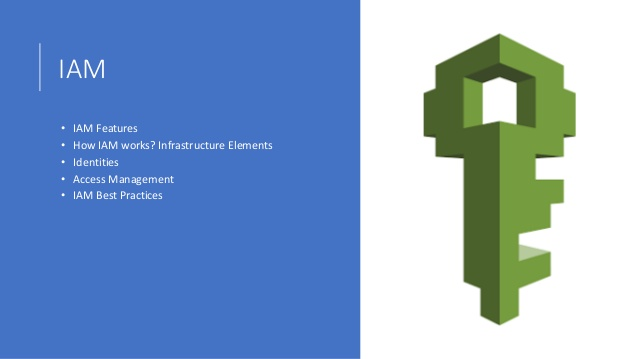 IAM
• IAM Features
• How IAM works? Infrastructure Elements
• Identities
• Access Management
• IAM Best Practices